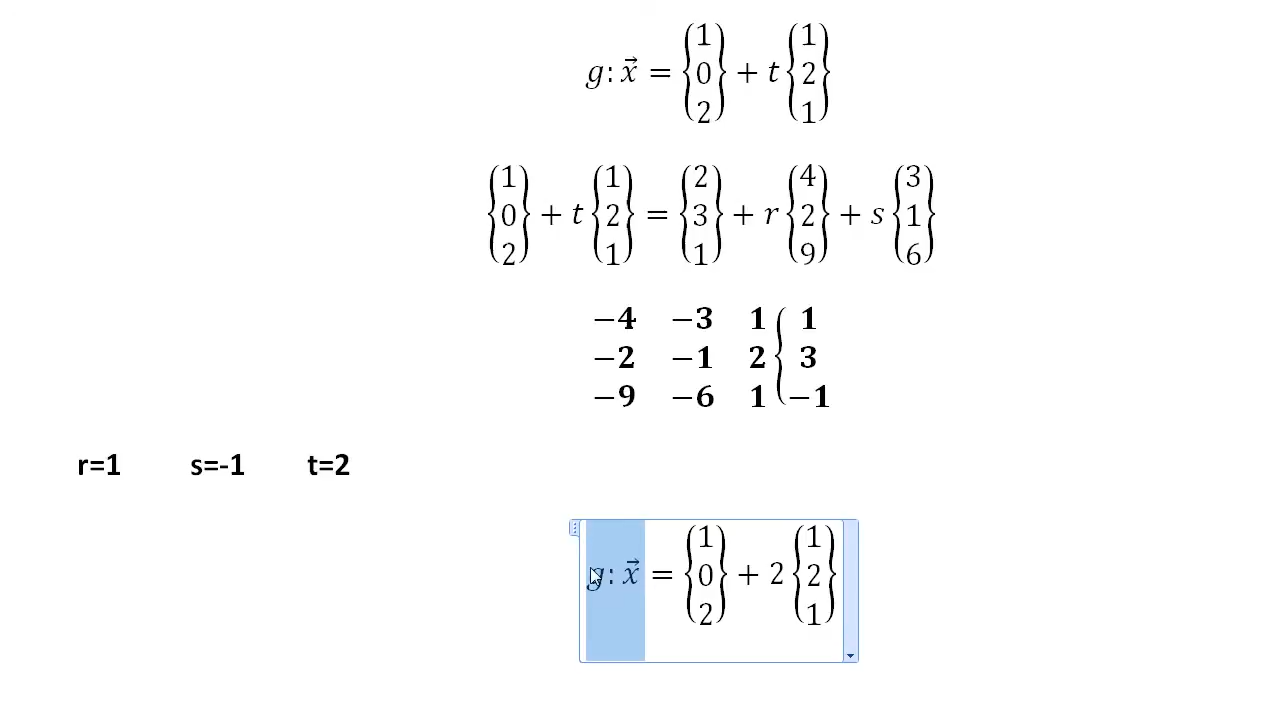 g: x⃗ = {1 0 2} + t {1 2 1}
{1 0 2} + t {1 2 1} = {2 3 1} + r {4 2 9} + s {3 1 6}
−4 −3 1 { 1
−2 −1 2 { 3
−9 −6 1 { −1
r=1 s=-1 t=2
g: x⃗ = {1 0 2} + 2 {1 2 1}